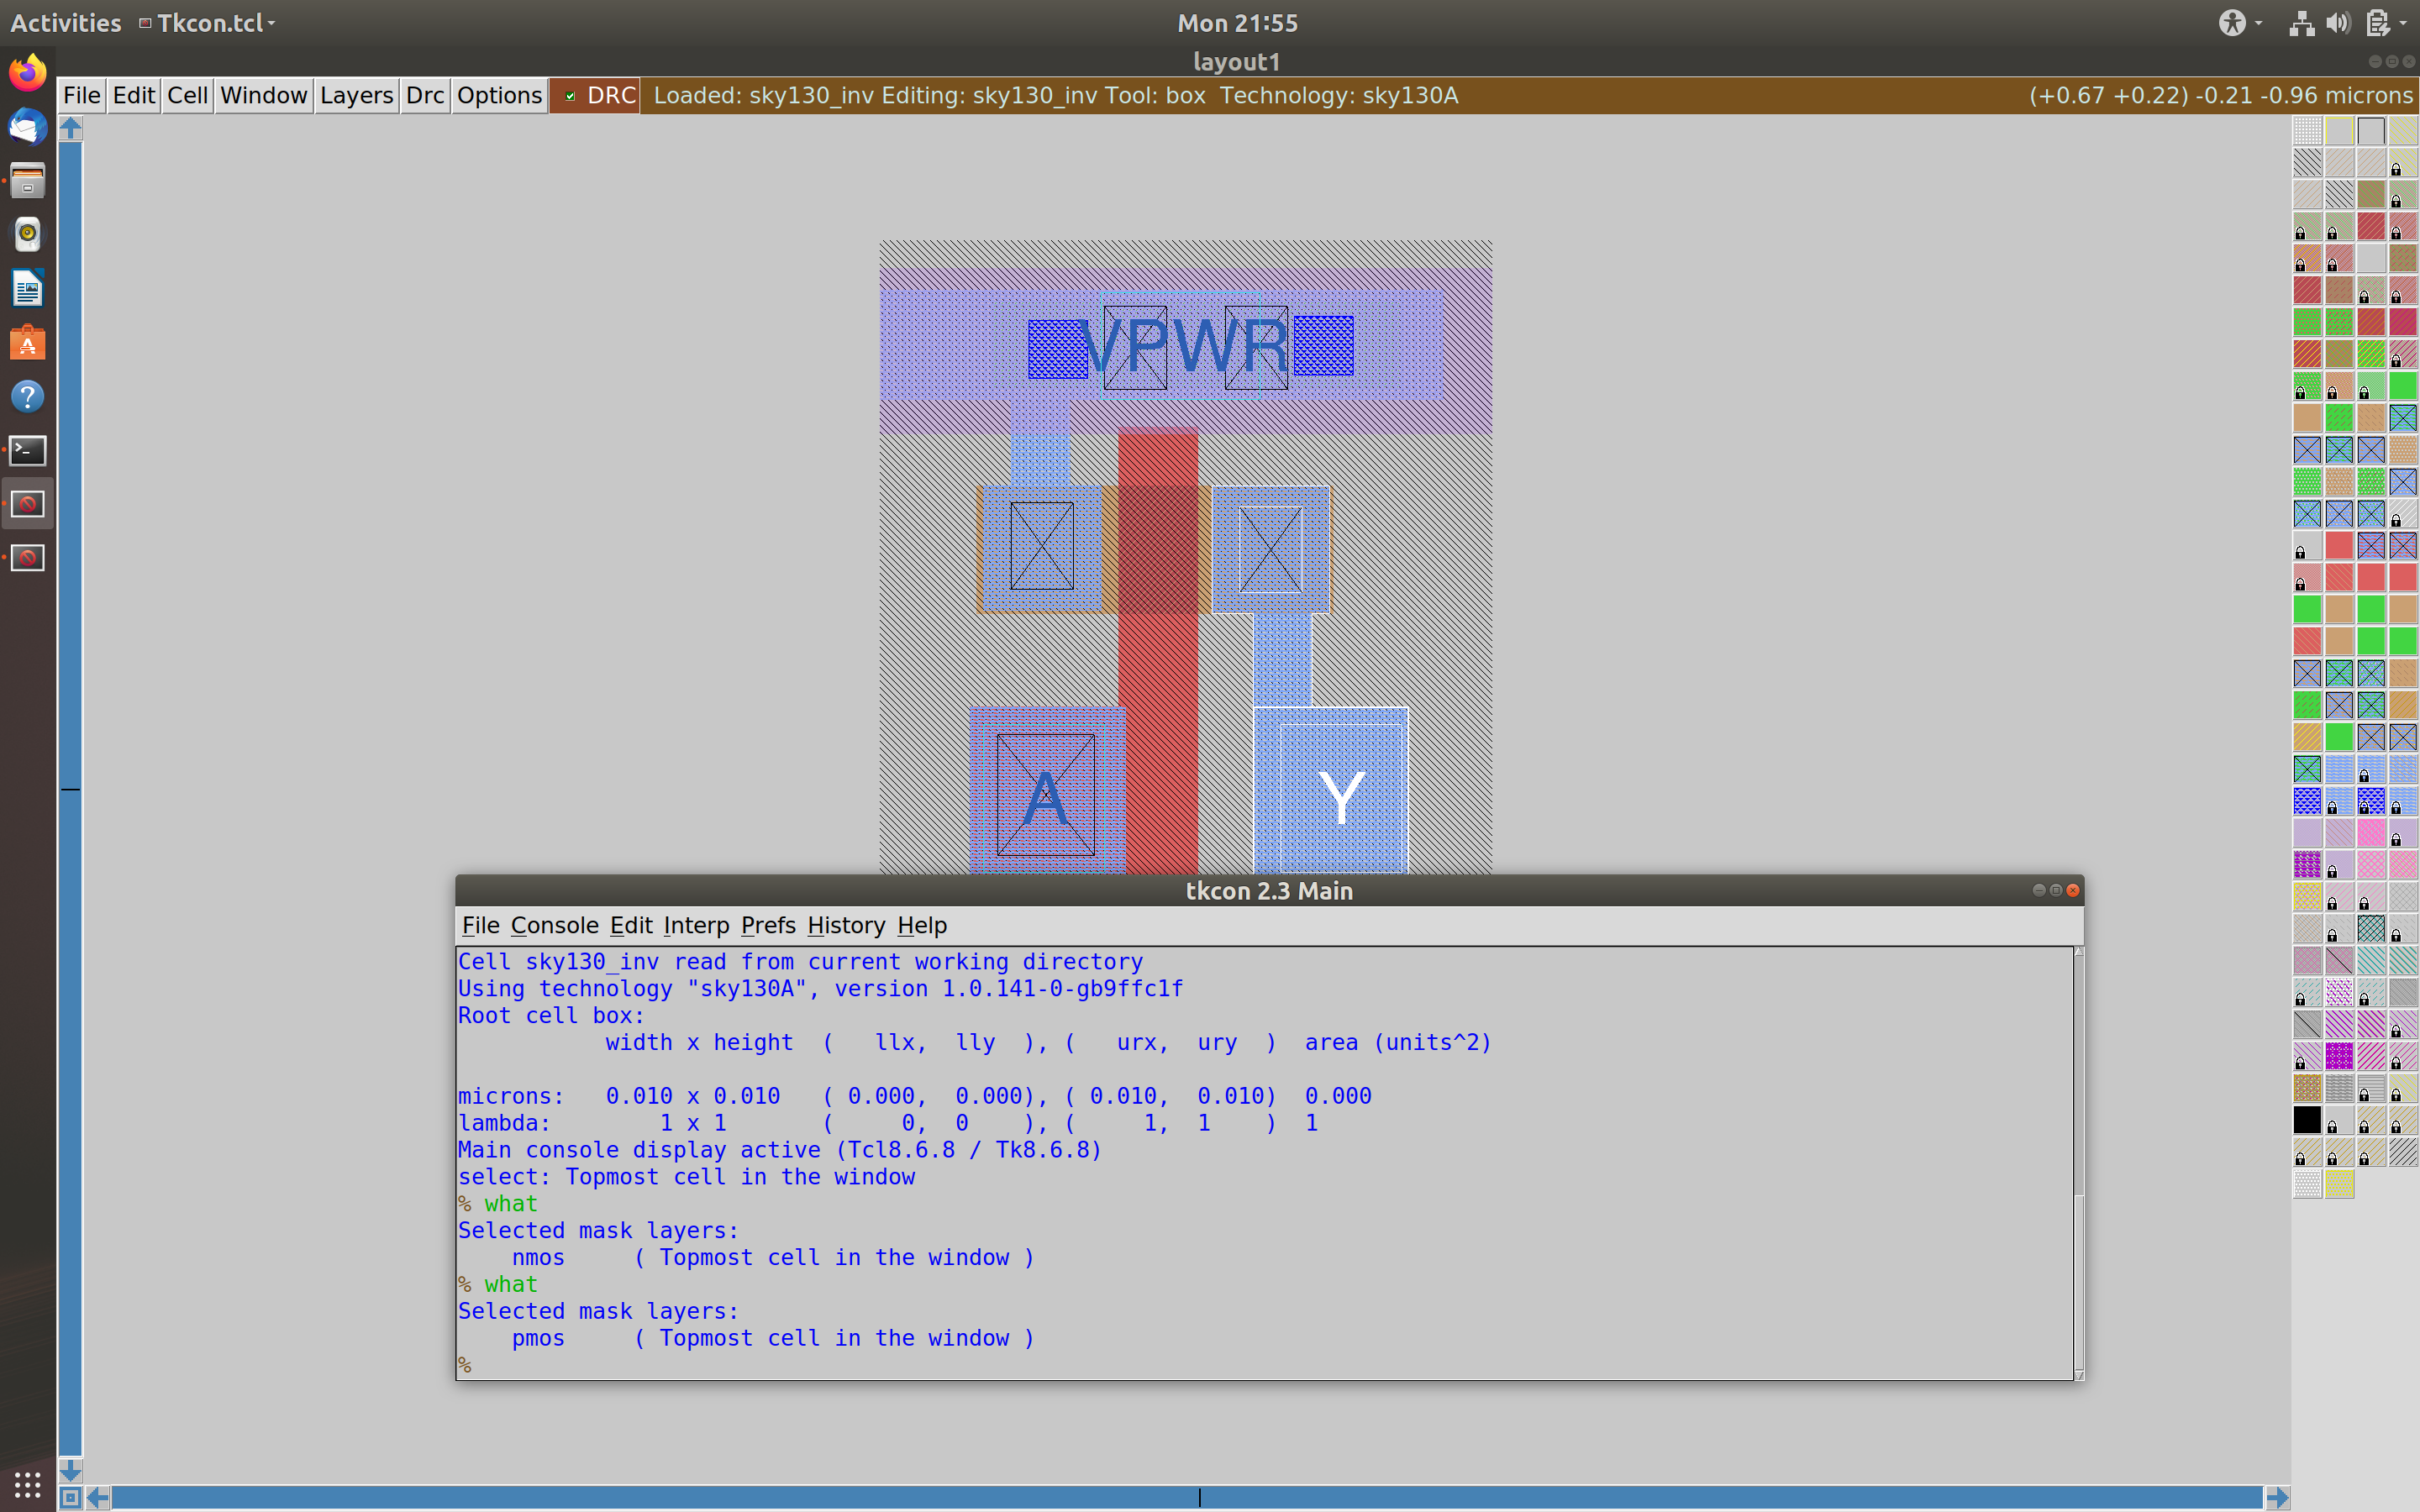 Activities Tkcon.tcl Mon 21:55
layout1
File Edit Cell Window Layers Drc Options DRC Loaded: sky130_inv Editing: sky130_inv Tool: box Technology: sky130A (+0.67 +0.22) -0.21 -0.96 microns
VPWR
A Y
tkcon 2.3 Main
File Console Edit Interp Prefs History Help
Cell sky130_inv read from current working directory
Using technology "sky130A", version 1.0.141-0-gb9ffc1f
Root cell box:
width x height ( llx, lly ), ( urx, ury ) area (units^2)
microns: 0.010 x 0.010 ( 0.000, 0.000), ( 0.010, 0.010) 0.000
lambda: 1 x 1 ( 0, 0 ), ( 1, 1 ) 1
Main console display active (Tcl8.6.8 / Tk8.6.8)
select: Topmost cell in the window
% what
Selected mask layers:
nmos ( Topmost cell in the window )
% what
Selected mask layers:
pmos ( Topmost cell in the window )
%